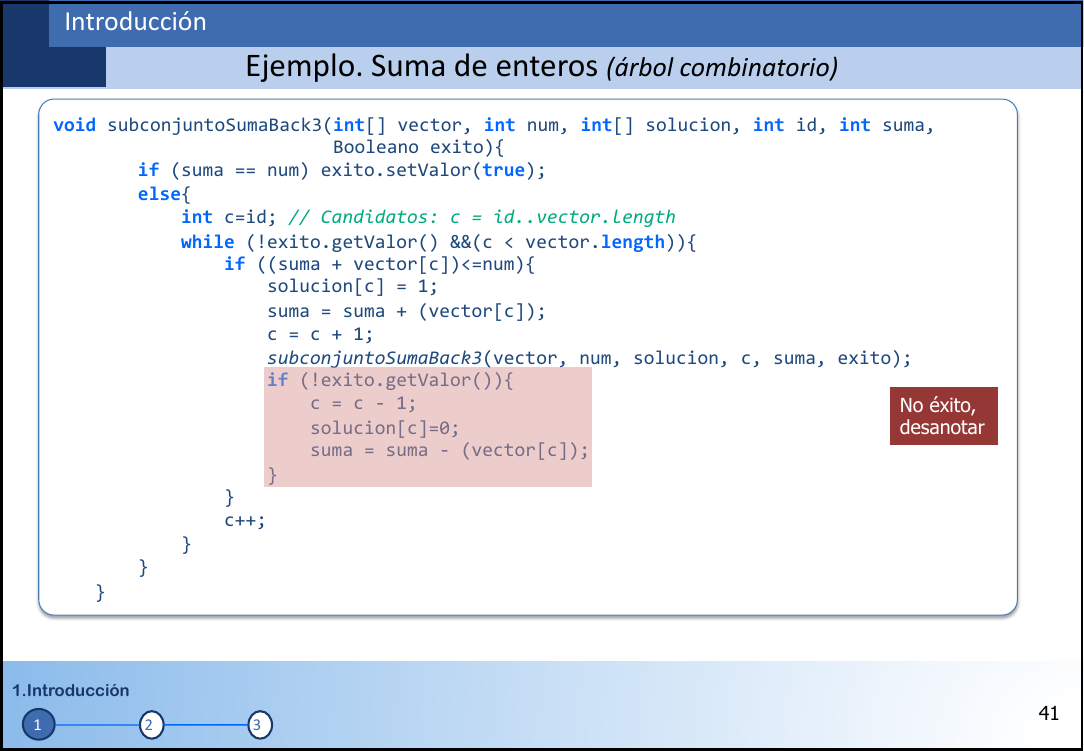 Introducción
Ejemplo. Suma de enteros (árbol combinatorio)
void subconjuntoSumaBack3(int[] vector, int num, int[] solucion, int id, int suma,
Booleano exito){
if (suma == num) exito.setValor(true);
else{
int c=id; // Candidatos: c = id..vector.length
while (!exito.getValor() &&(c < vector.length)){
if ((suma + vector[c])<=num){
solucion[c] = 1;
suma = suma + (vector[c]);
c = c + 1;
subconjuntoSumaBack3(vector, num, solucion, c, suma, exito);
if (!exito.getValor()){
c = c - 1;
solucion[c]=0;
suma = suma - (vector[c]);
}
No éxito,
desanotar
}
c++;
}
}
}
1.Introducción
1 2 3
41